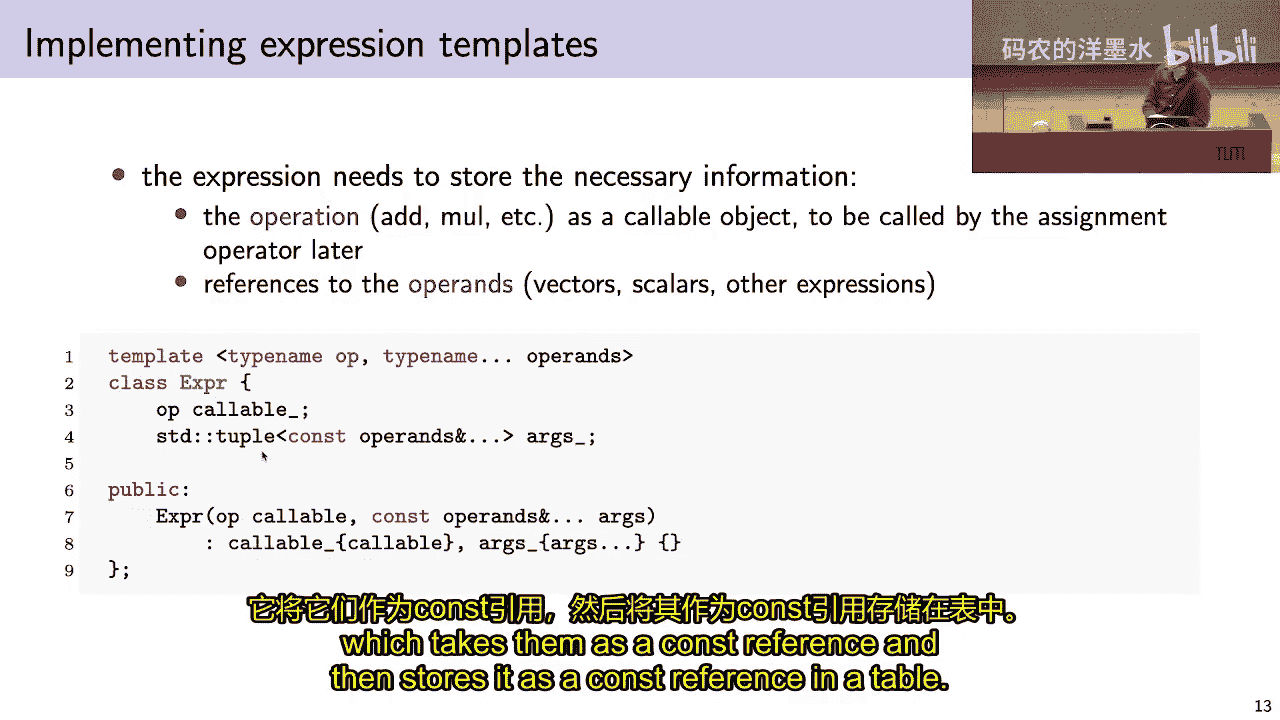 Implementing expression templates
码农的洋墨水 bilibili
TUM
• the expression needs to store the necessary information:
• the operation (add, mul, etc.) as a callable object, to be called by the assignment
operator later
• references to the operands (vectors, scalars, other expressions)
1 template <typename op, typename... operands>
2 class Expr {
3 op callable_;
4 std::tuple<const operands&...> args_;
5
6 public:
7 Expr(op callable, const operands&... args)
8 : callable_{callable}, args_{args...} {}
9 };
它将它们作为const引用，然后将其作为const引用存储在表中。
which takes them as a const reference and
then stores it as a const reference in a table.
13